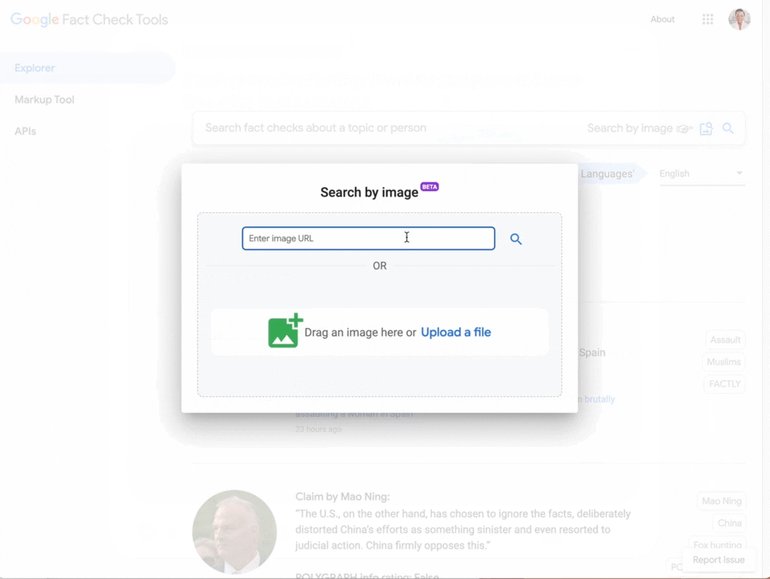 Google Fact Check Tools
About
Explorer
Markup Tool
APIs
Search fact checks about a topic or person
Search by image
Languages
English
Search by image BETA
Enter image URL
OR
Drag an image here or Upload a file
Spain
Assault
Muslims
FACTLY
brutally
assaulting a woman in Spain
23 hours ago
Claim by Mao Ning:
"The U.S., on the other hand, has chosen to ignore the facts, deliberately
distorted China's efforts as something sinister and even resorted to
judicial action. China firmly opposes this."
POLYGRAPH.info rating: False
Mao Ning
China
Fox hunting
Report Issue